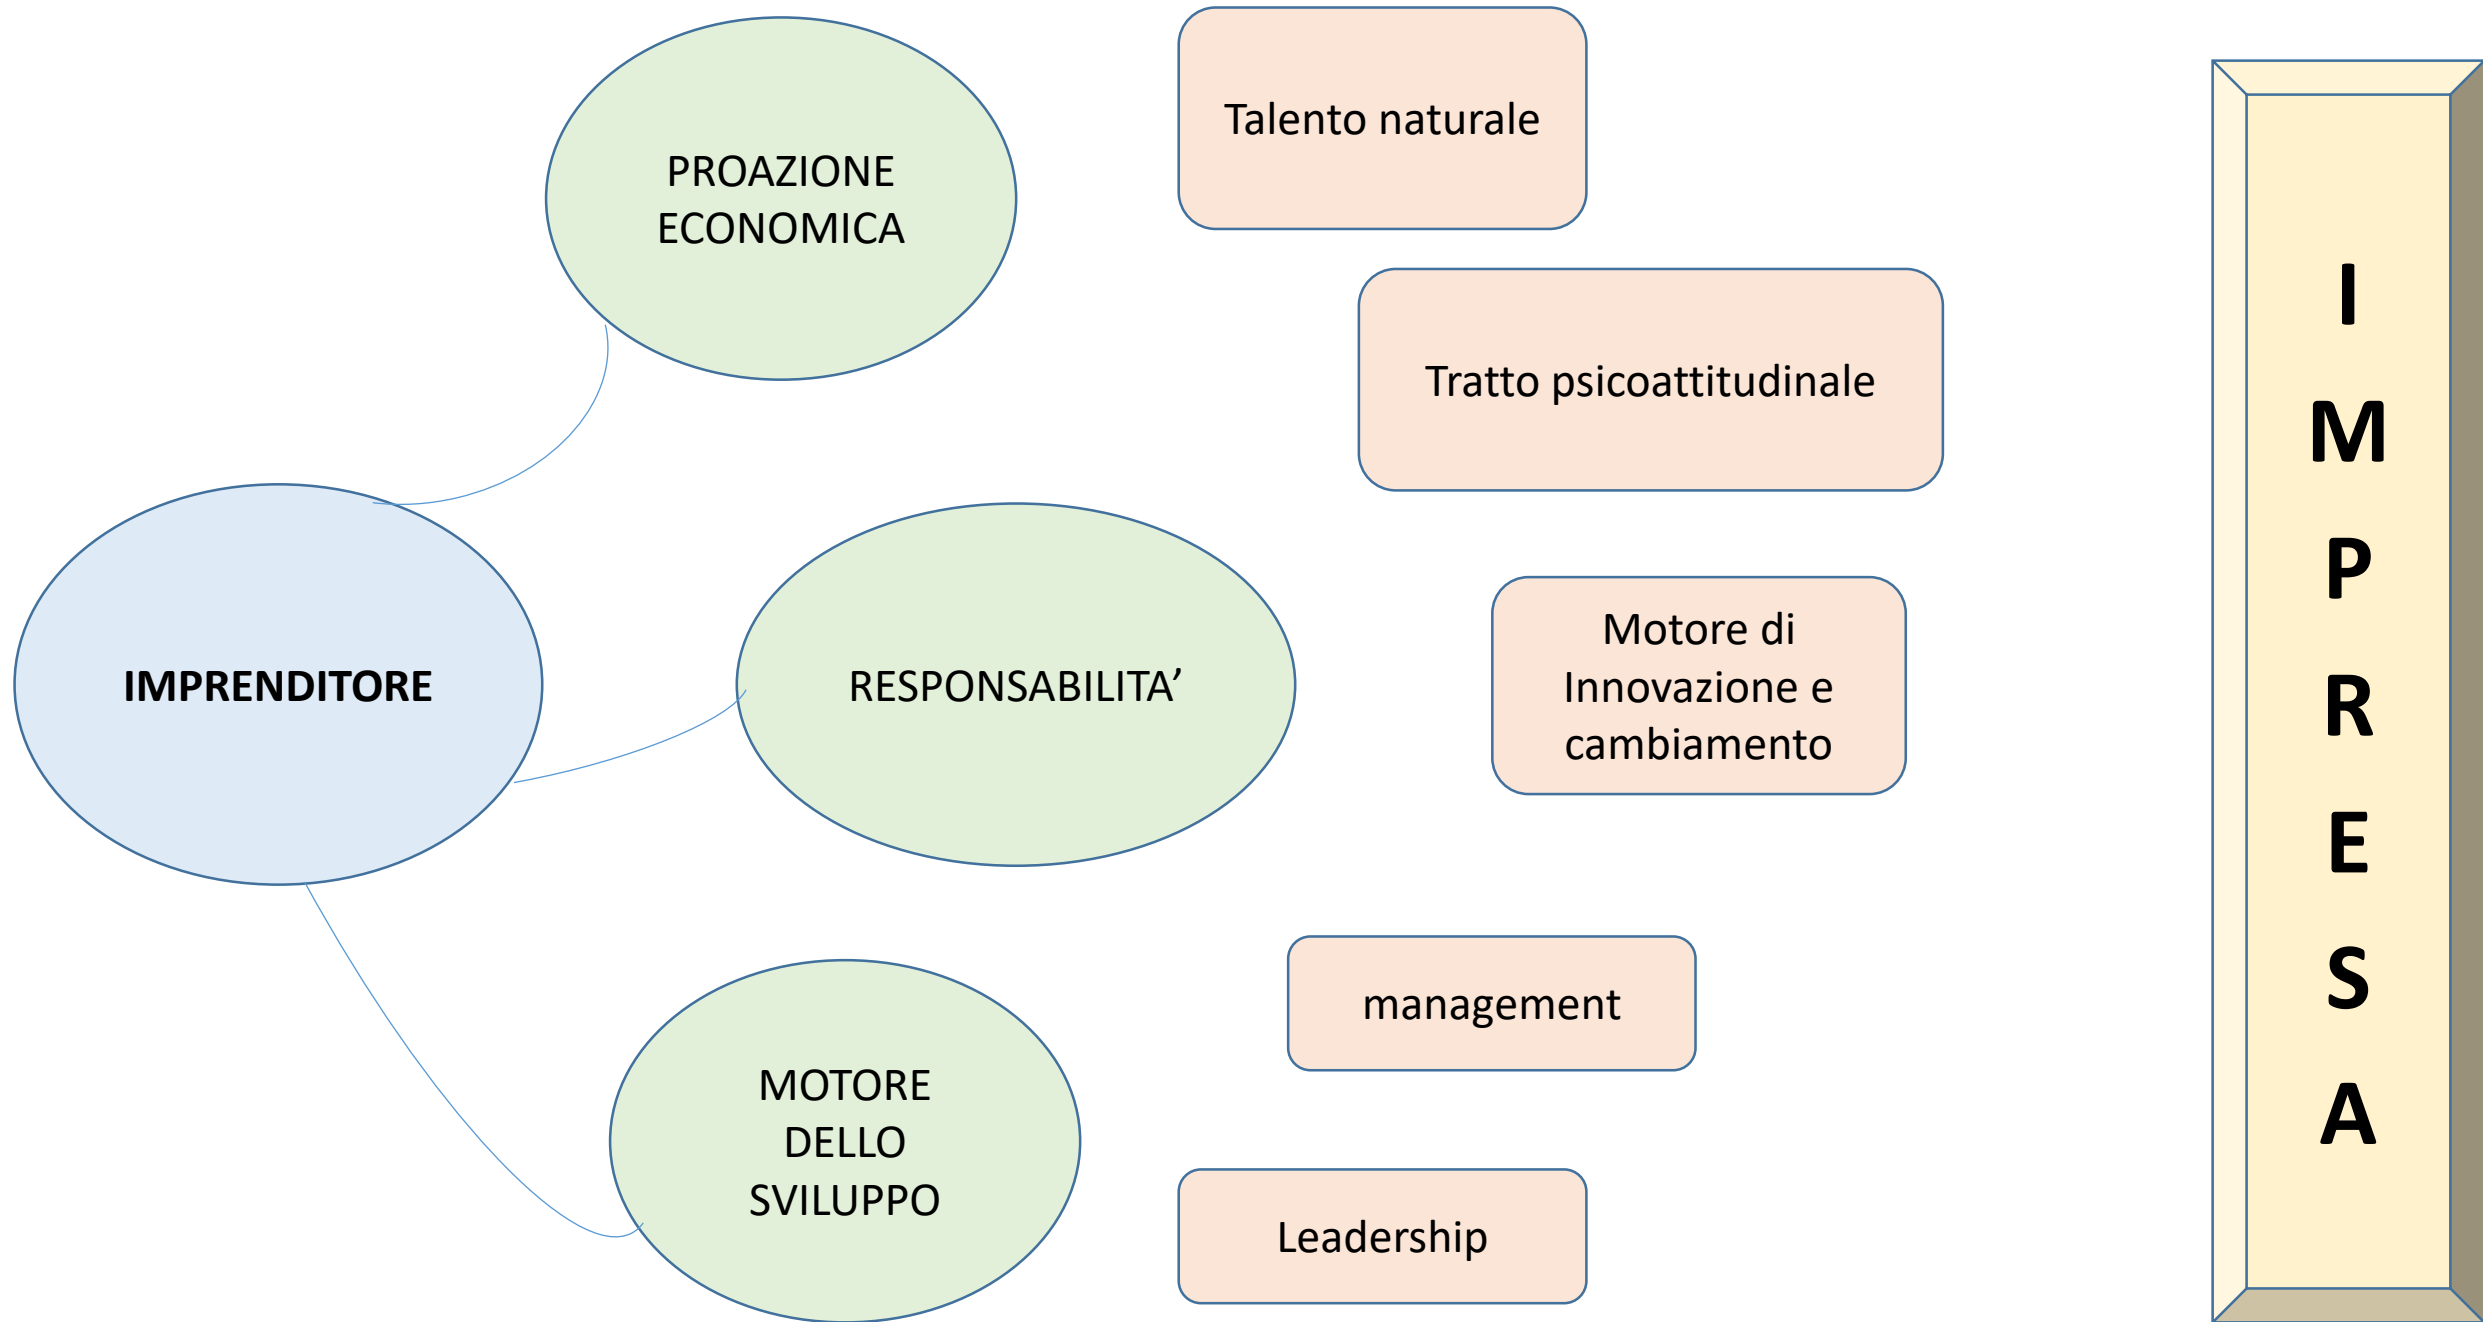 PROAZIONE
ECONOMICA
Talento naturale
Tratto psicoattitudinale
IMPRENDITORE
RESPONSABILITA’
Motore di
Innovazione e
cambiamento
management
MOTORE
DELLO
SVILUPPO
Leadership
I
M
P
R
E
S
A